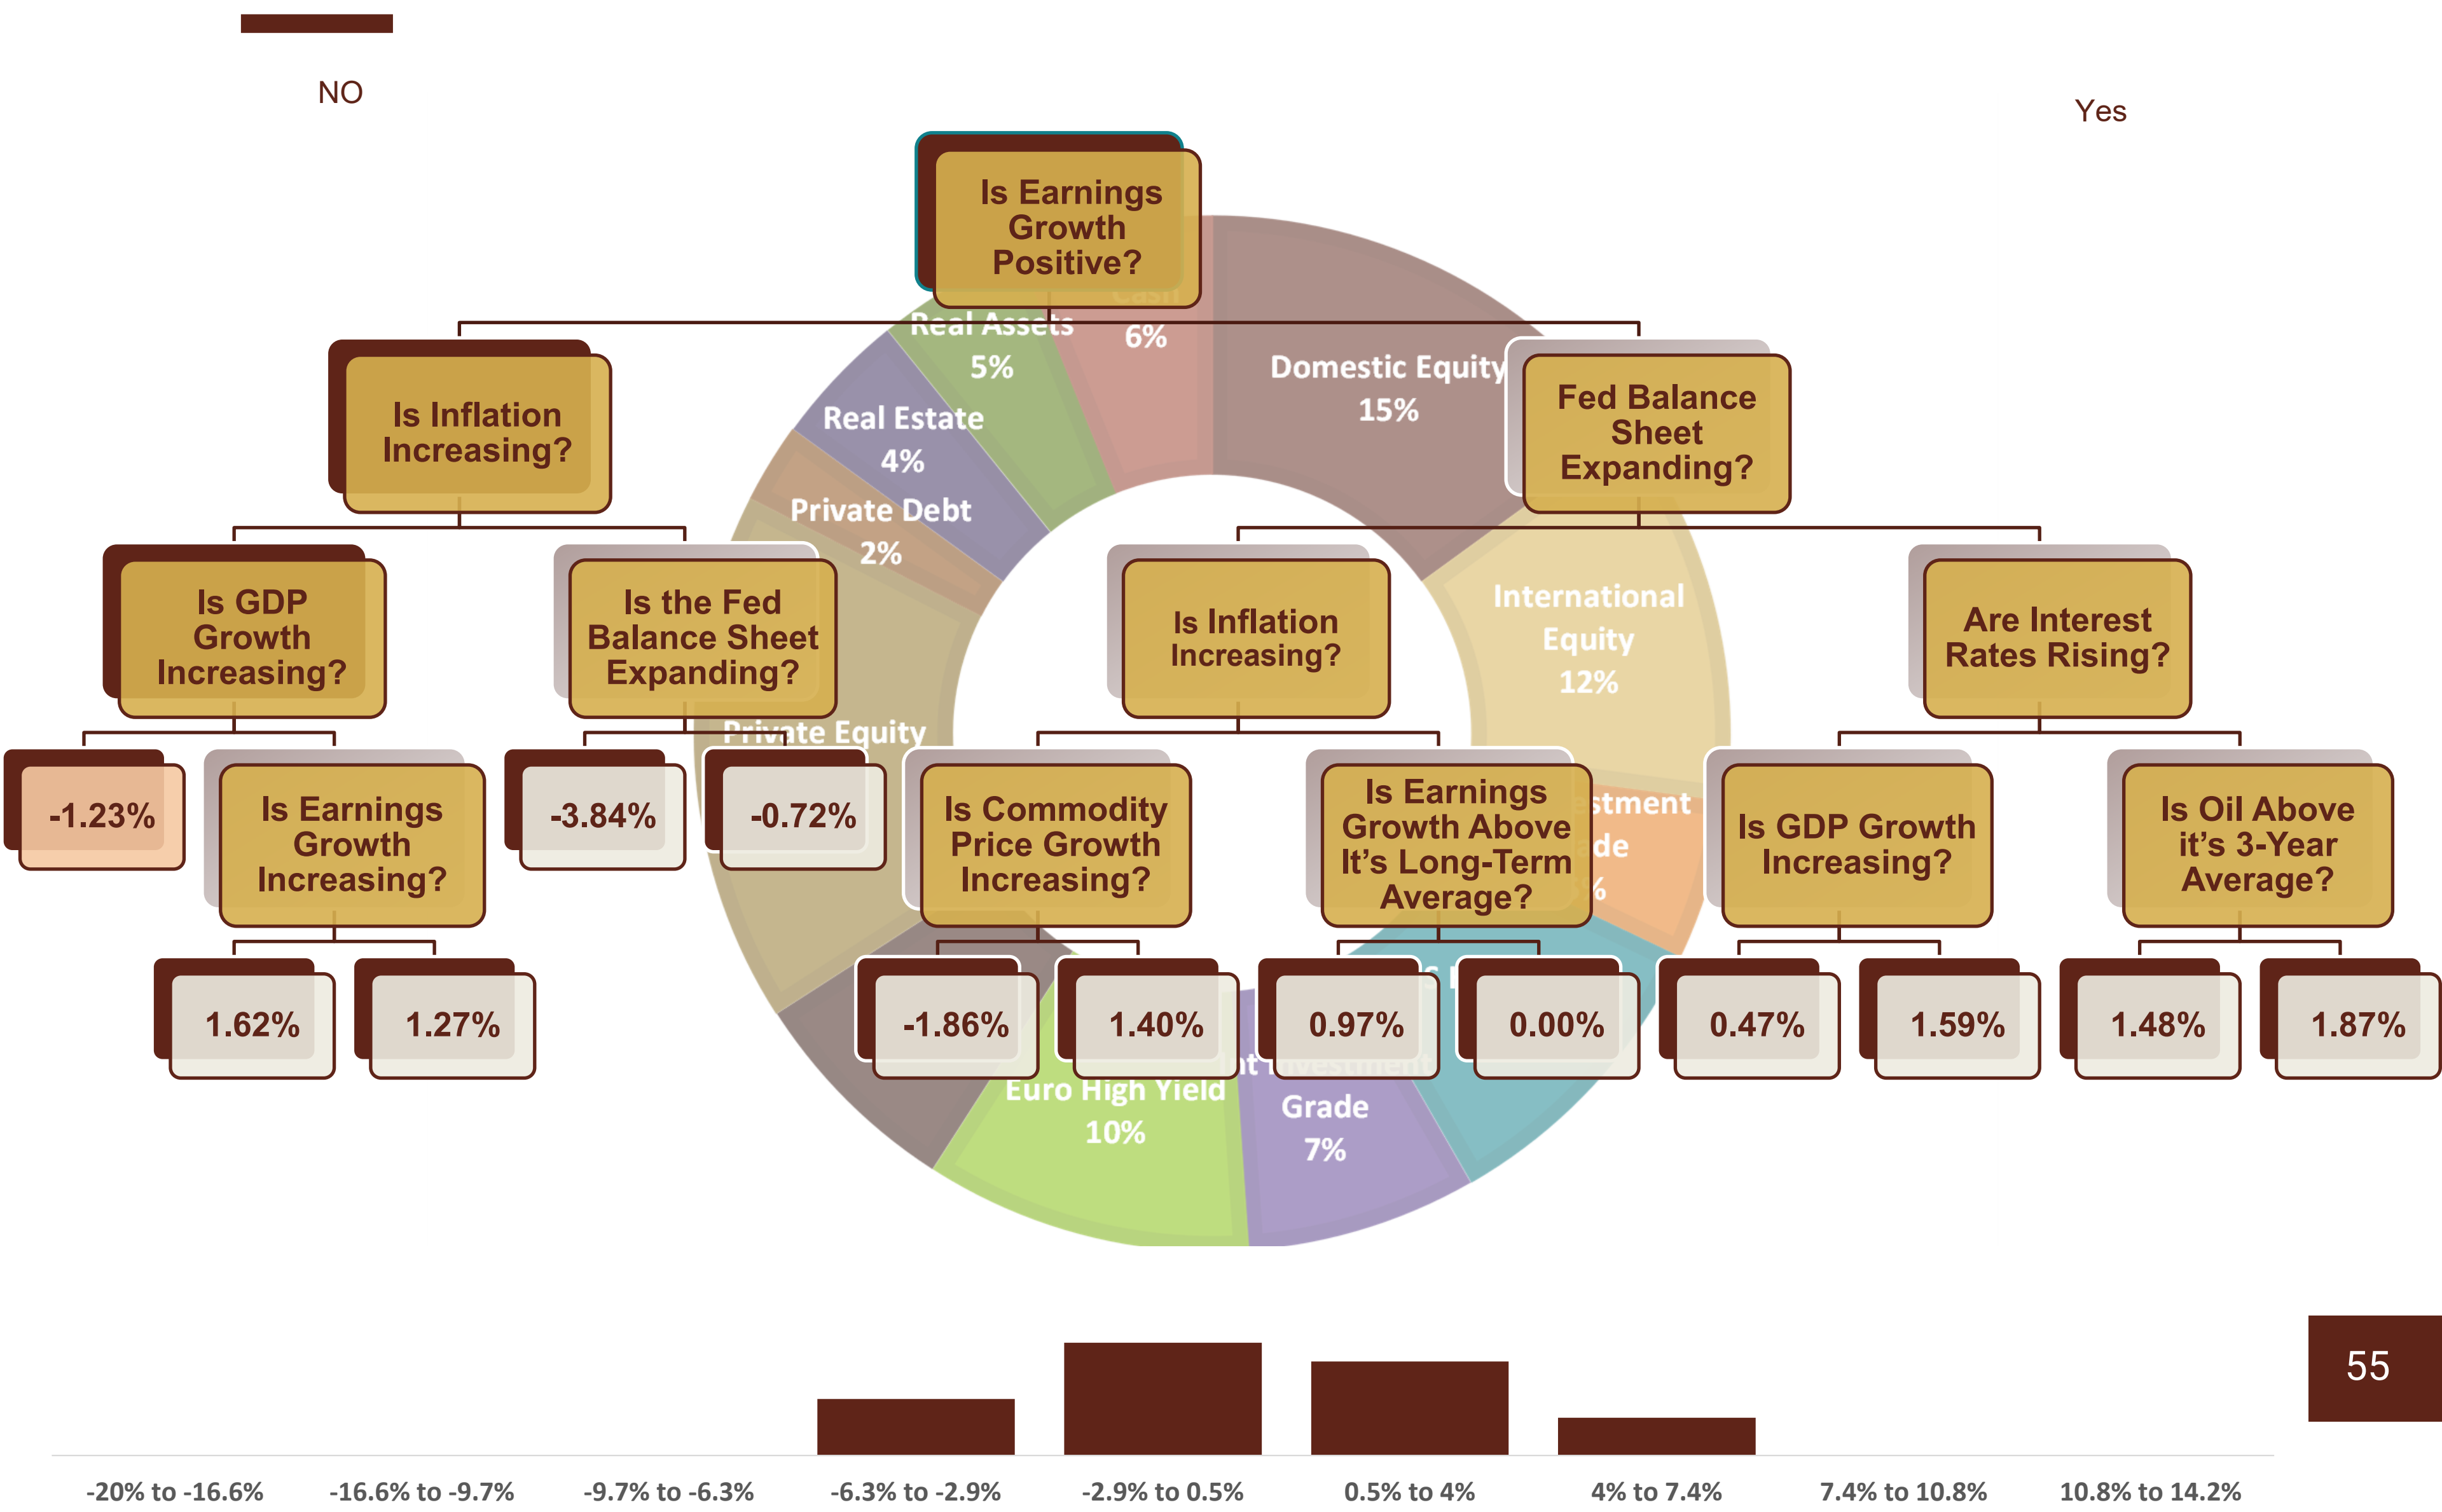 NO
Yes
Is Earnings
Growth
Positive?
Cash
6%
Real Assets
5%
Domestic Equity
15%
Is Inflation
Increasing?
Real Estate
4%
Fed Balance
Sheet
Expanding?
Private Debt
2%
Is GDP
Growth
Increasing?
Is the Fed
Balance Sheet
Expanding?
Is Inflation
Increasing?
International
Equity
12%
Are Interest
Rates Rising?
Private Equity
-1.23%
Is Earnings
Growth
Increasing?
-3.84%
-0.72%
Is Commodity
Price Growth
Increasing?
Is Earnings
Growth Above
It’s Long-Term
Average?
Is GDP Growth
Increasing?
Is Oil Above
it’s 3-Year
Average?
1.62%
1.27%
-1.86%
1.40%
0.97%
0.00%
0.47%
1.59%
1.48%
1.87%
Euro High Yield
10%
Investment
Grade
7%
55
-20% to -16.6%
-16.6% to -9.7%
-9.7% to -6.3%
-6.3% to -2.9%
-2.9% to 0.5%
0.5% to 4%
4% to 7.4%
7.4% to 10.8%
10.8% to 14.2%